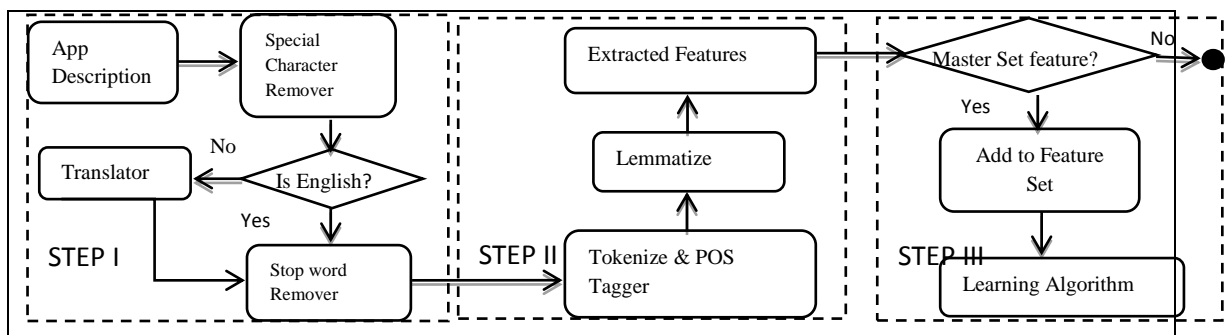 App
Description
Special
Character
Remover
No
Translator
Is English?
Yes
STEP I
Stop word
Remover
Extracted Features
Lemmatize
STEP II
Tokenize & POS
Tagger
Master Set feature?
No
Yes
Add to Feature
Set
STEP III
Learning Algorithm